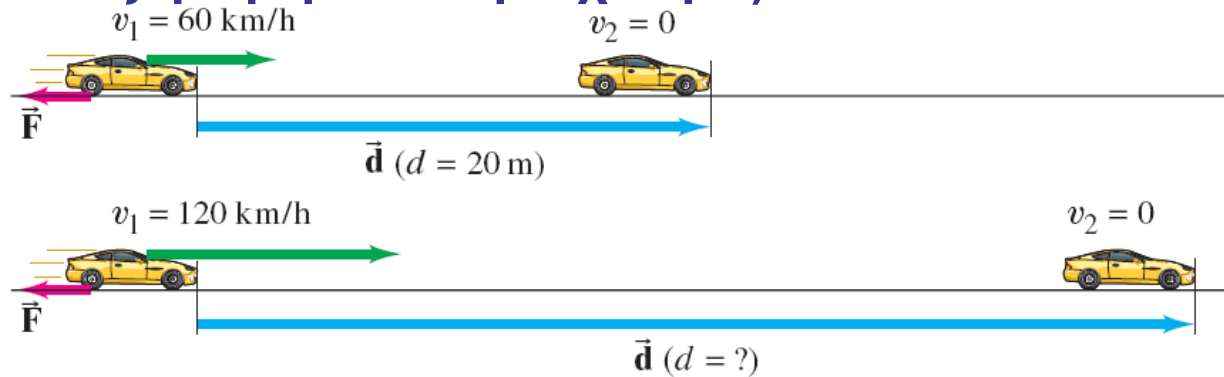 v₁ = 60 km/h
v₂ = 0
F⃗
d⃗ (d = 20 m)
v₁ = 120 km/h
v₂ = 0
F⃗
d⃗ (d = ?)